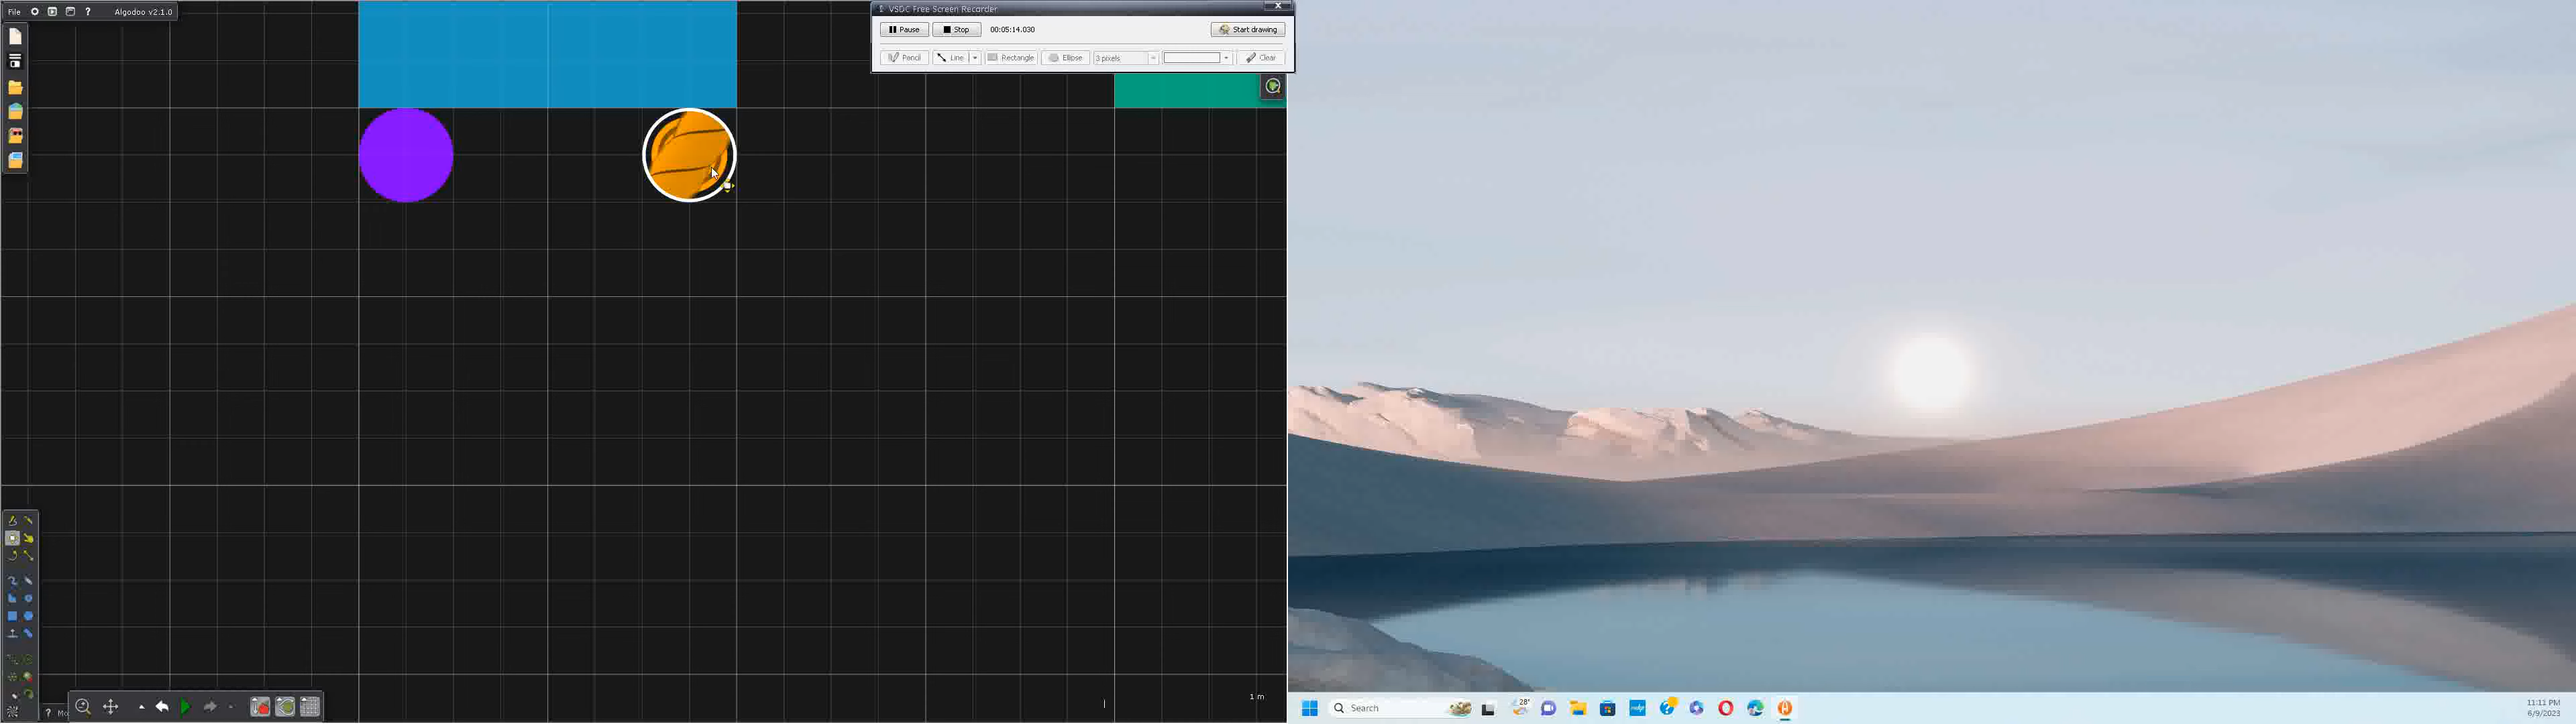 File ? Algodoo v2.1.0
VSDC Free Screen Recorder
Pause Stop 00:05:14.030 Start drawing
Pencil Line Rectangle Ellipse 3 pixels Clear
1 m
?
Search
28°
11:11 PM
6/9/2023